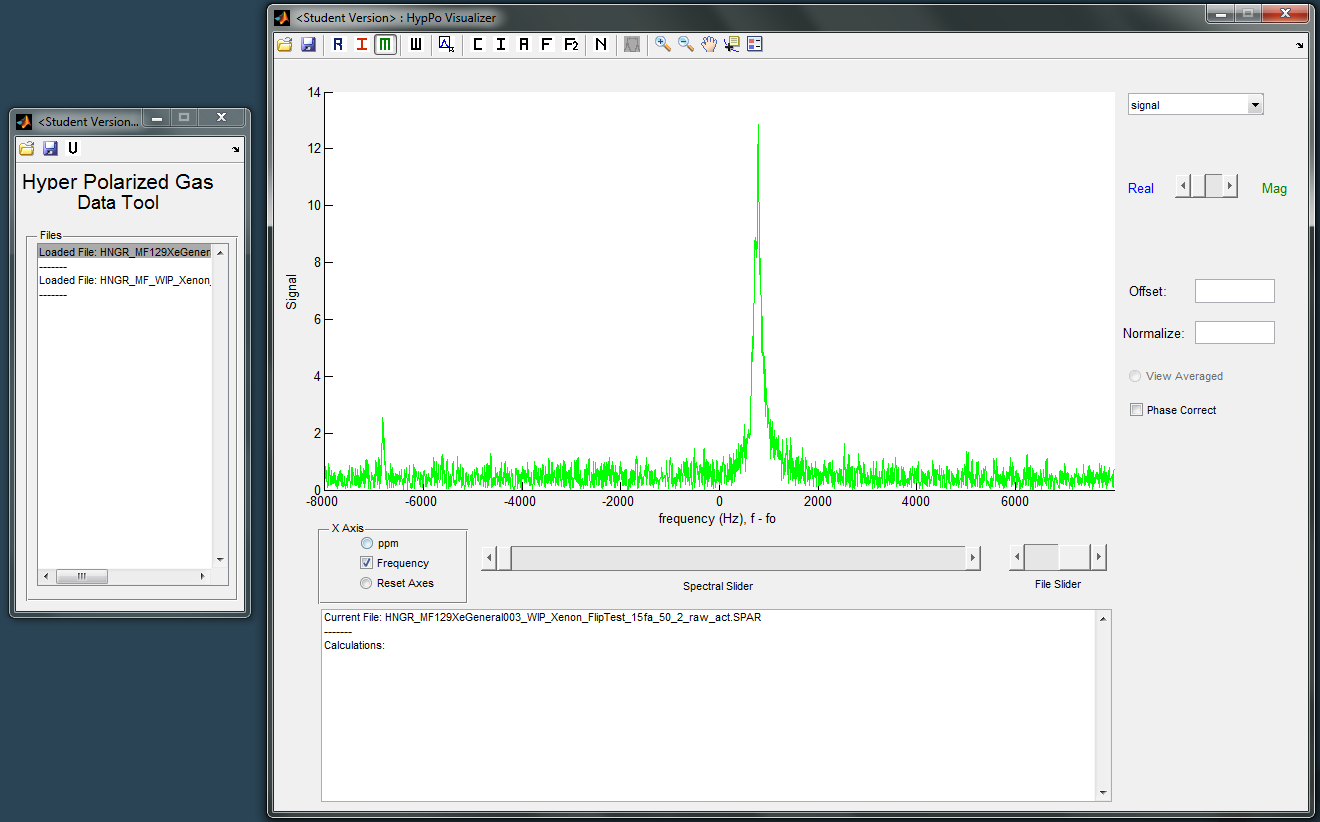 <Student Version...
U
Hyper Polarized Gas
Data Tool
Files
Loaded File: HNGR_MF129XeGener
-------
Loaded File: HNGR_MF_WIP_Xenon_
-------
<Student Version> : HypPo Visualizer
R I M W C I A F F2 N
14
12
10
8
6
4
2
0
Signal
-8000 -6000 -4000 -2000 0 2000 4000 6000
frequency (Hz), f - fo
signal
Real Mag
Offset:
Normalize:
View Averaged
Phase Correct
X Axis
ppm
Frequency
Reset Axes
Spectral Slider
File Slider
Current File: HNGR_MF129XeGeneral003_WIP_Xenon_FlipTest_15fa_50_2_raw_act.SPAR
-------
Calculations: